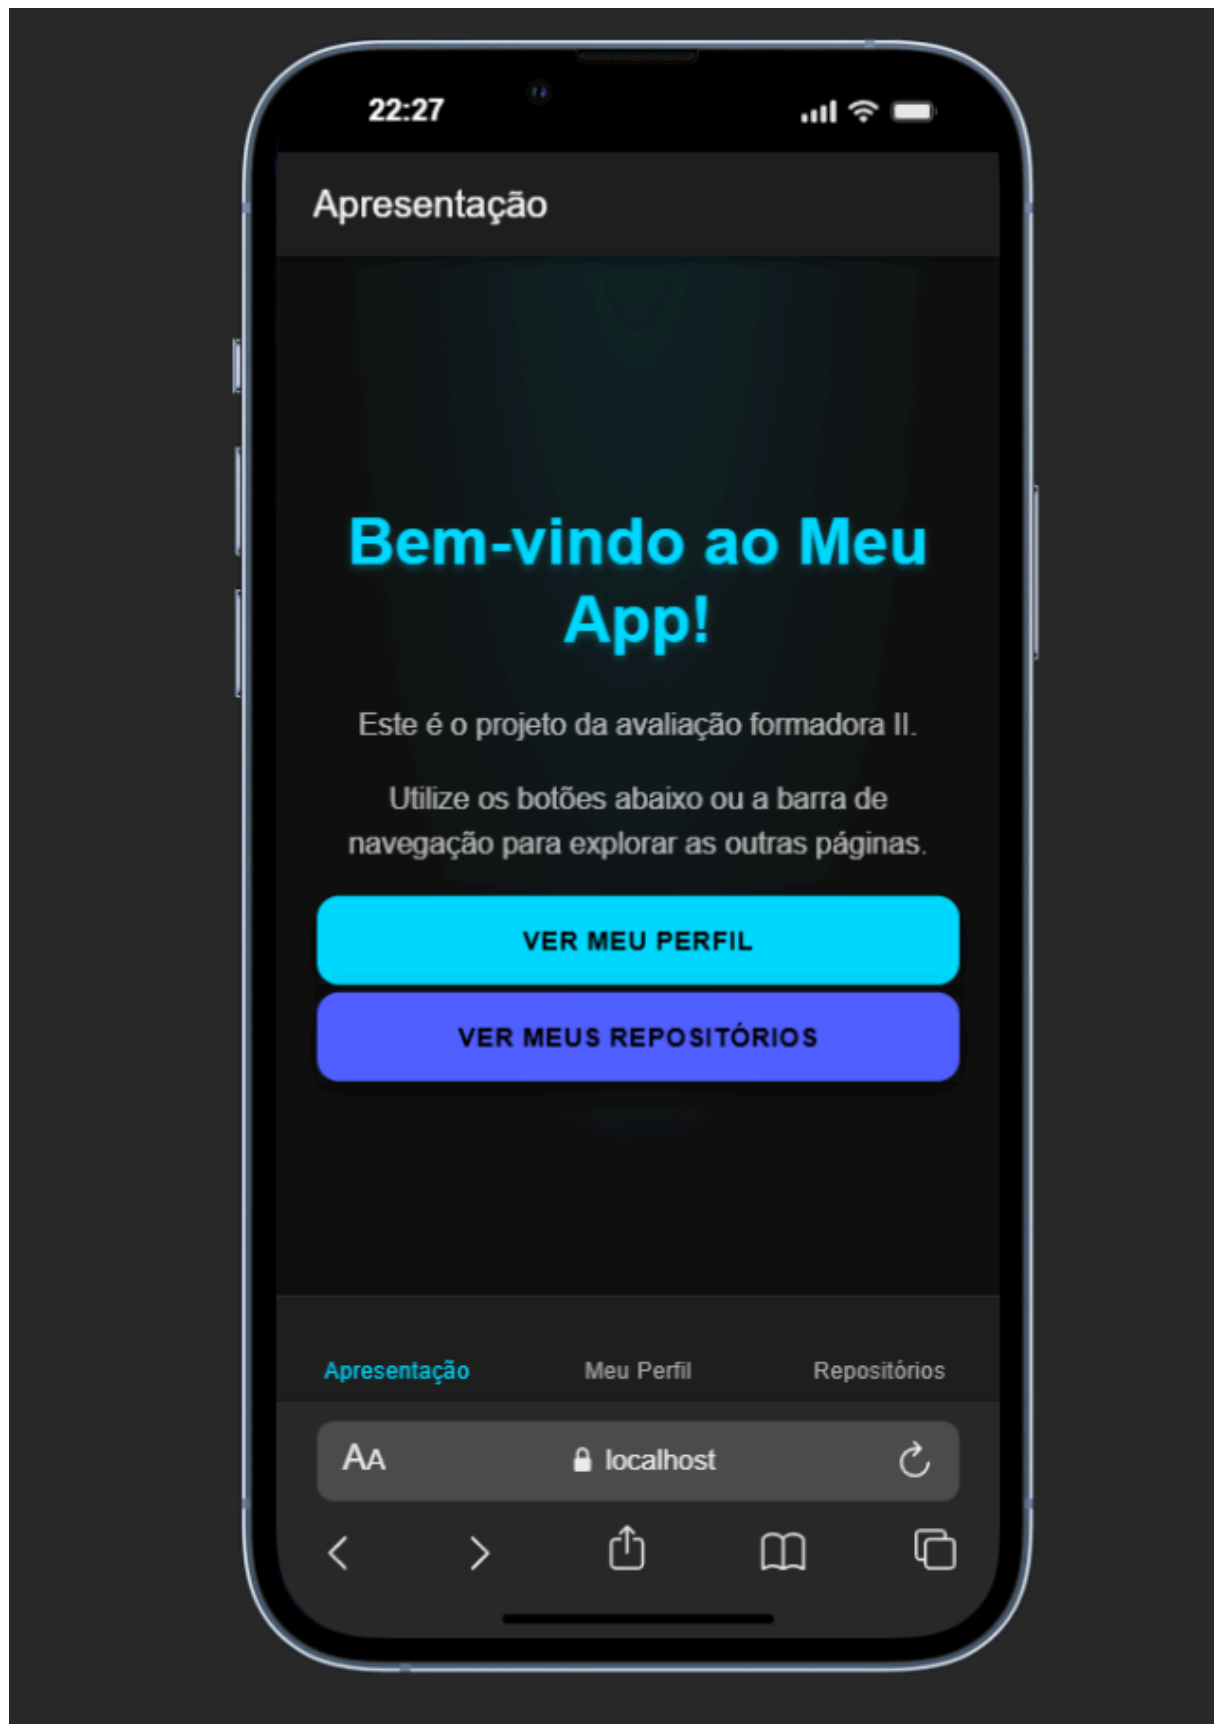 22:27
Apresentação
Bem-vindo ao Meu
App!
Este é o projeto da avaliação formadora II.
Utilize os botões abaixo ou a barra de
navegação para explorar as outras páginas.
VER MEU PERFIL
VER MEUS REPOSITÓRIOS
Apresentação Meu Perfil Repositórios
AA localhost